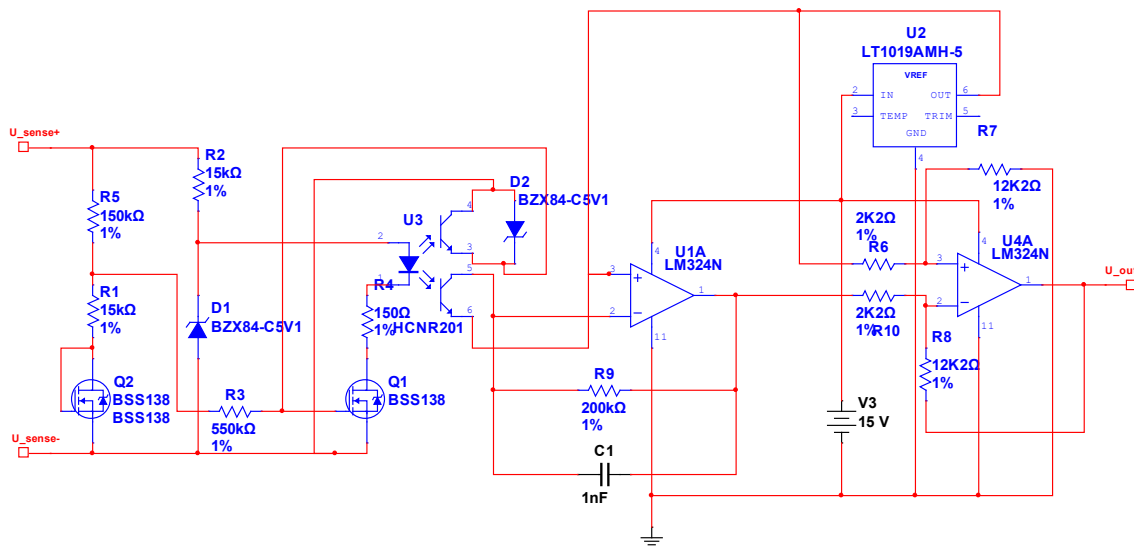 U2
LT1019AMH-5
VREF
2 IN OUT 6
3 TEMP TRIM 5
GND
4
R7
12K2Ω
1%
U_sense+
R2
15kΩ
1%
R5
150kΩ
1%
D2
BZX84-C5V1
U3
4
3
2
1
5
6
HCNR201
R4
150Ω
1%
R1
15kΩ
1%
D1
BZX84-C5V1
Q2
BSS138
BSS138
R3
550kΩ
1%
Q1
BSS138
U_sense-
U1A
LM324N
3
2
4
1
11
2K2Ω
1%
R6
2K2Ω
1%
R10
U4A
LM324N
3
2
4
1
11
U_out
R8
12K2Ω
1%
R9
200kΩ
1%
C1
1nF
V3
15 V